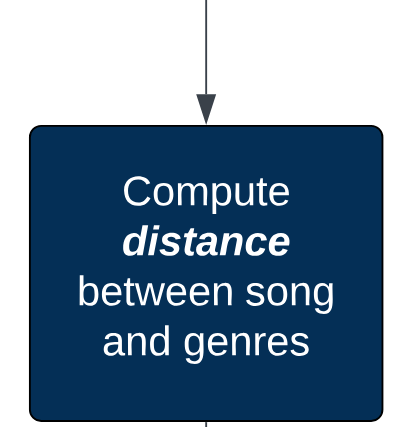 Compute
distance
between song
and genres